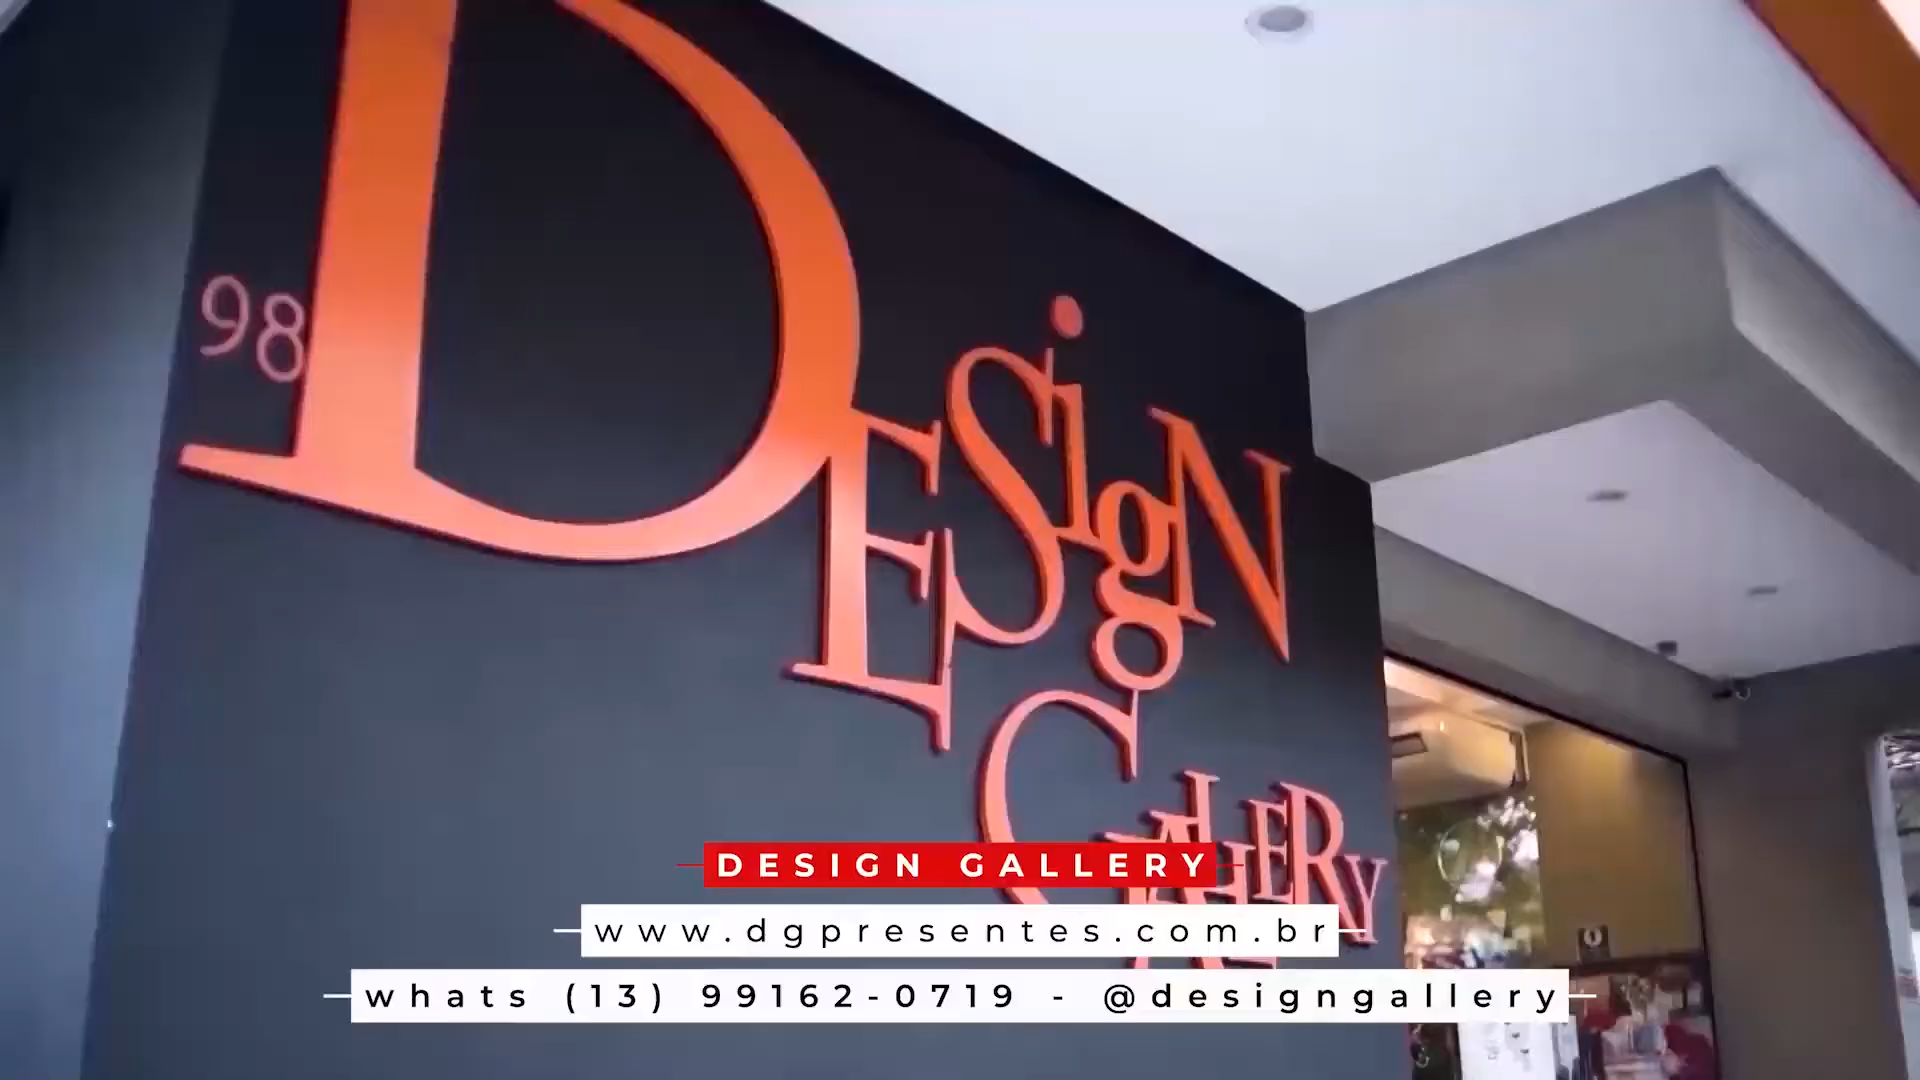 98
DESigN
GALLERY
DESIGN GALLERY
www.dgpresentes.com.br
whats (13) 99162-0719 - @designgallery